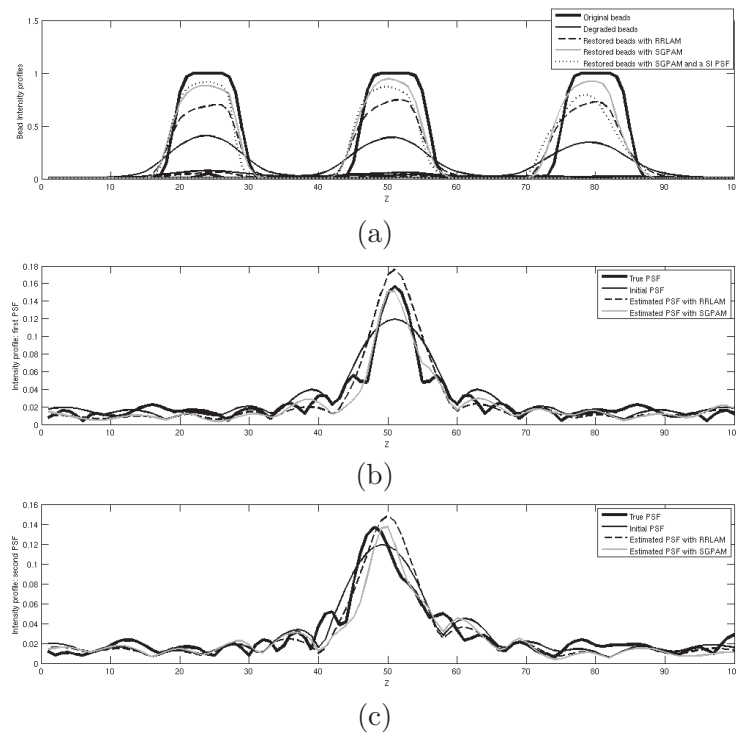 1.5
1
0.5
0
Bead Intensity profiles
Original beads
Degraded beads
Restored beads with RRLAM
Restored beads with SGPAM
Restored beads with SGPAM and a SI PSF
0 10 20 30 40 50 60 70 80 90 100
Z
(a)
0.18
0.16
0.14
0.12
0.1
0.08
0.06
0.04
0.02
0
Intensity profile: first PSF
True PSF
Initial PSF
Estimated PSF with RRLAM
Estimated PSF with SGPAM
0 10 20 30 40 50 60 70 80 90 100
Z
(b)
0.16
0.14
0.12
0.1
0.08
0.06
0.04
0.02
0
Intensity profile: second PSF
True PSF
Initial PSF
Estimated PSF with RRLAM
Estimated PSF with SGPAM
0 10 20 30 40 50 60 70 80 90 100
Z
(c)